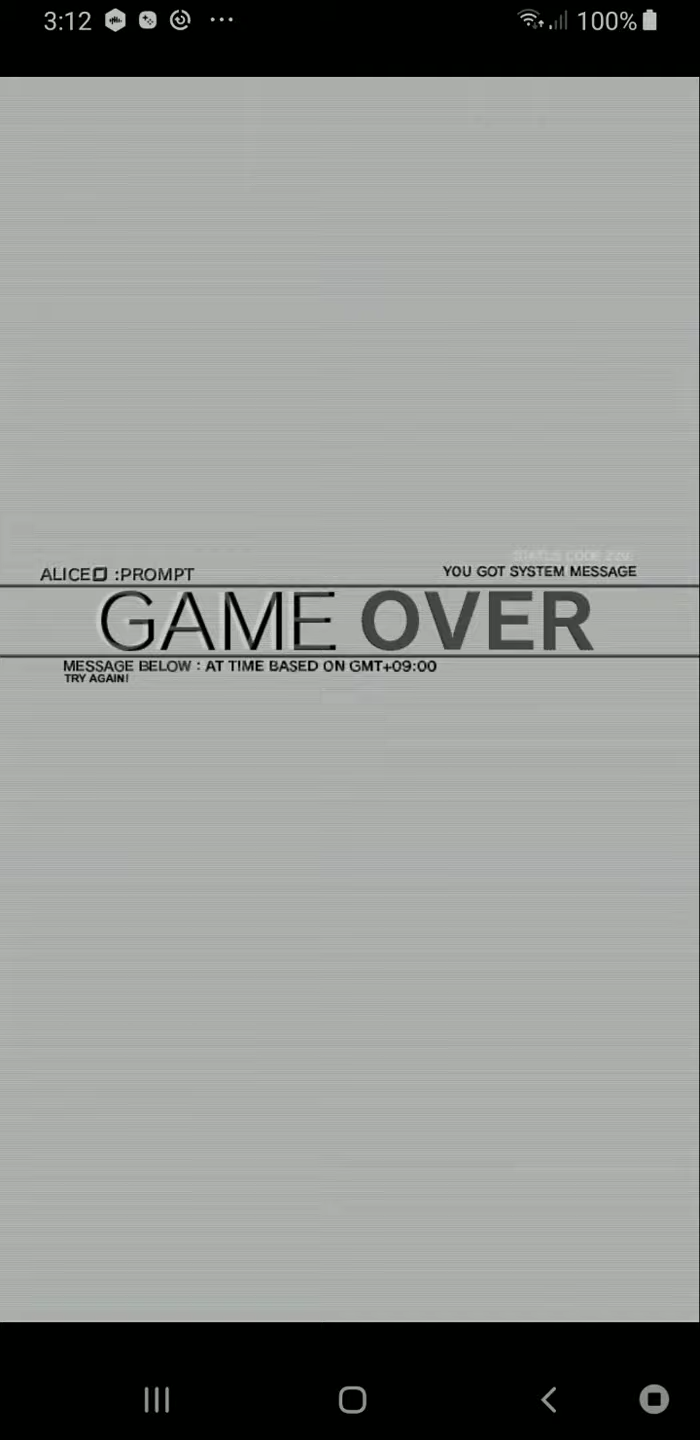 3:12
100%
YOU GOT SYSTEM MESSAGE
ALICE :PROMPT
GAME OVER
MESSAGE BELOW : AT TIME BASED ON GMT+09:00
TRY AGAIN!